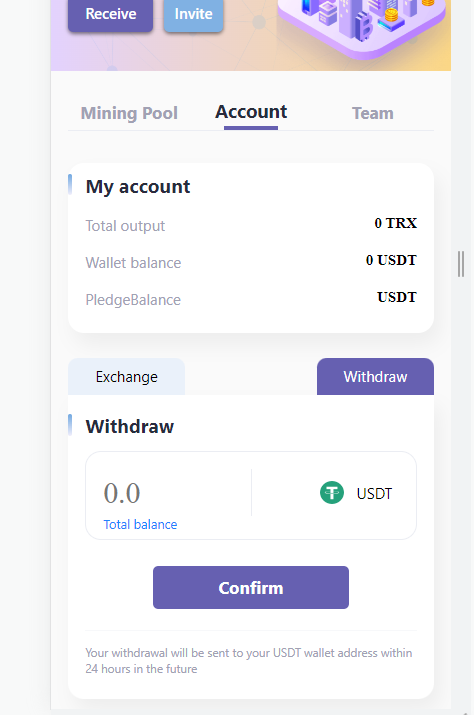 Receive Invite
Mining Pool Account Team
My account
Total output 0 TRX
Wallet balance 0 USDT
PledgeBalance USDT
Exchange Withdraw
Withdraw
0.0 USDT
Total balance
Confirm
Your withdrawal will be sent to your USDT wallet address within
24 hours in the future